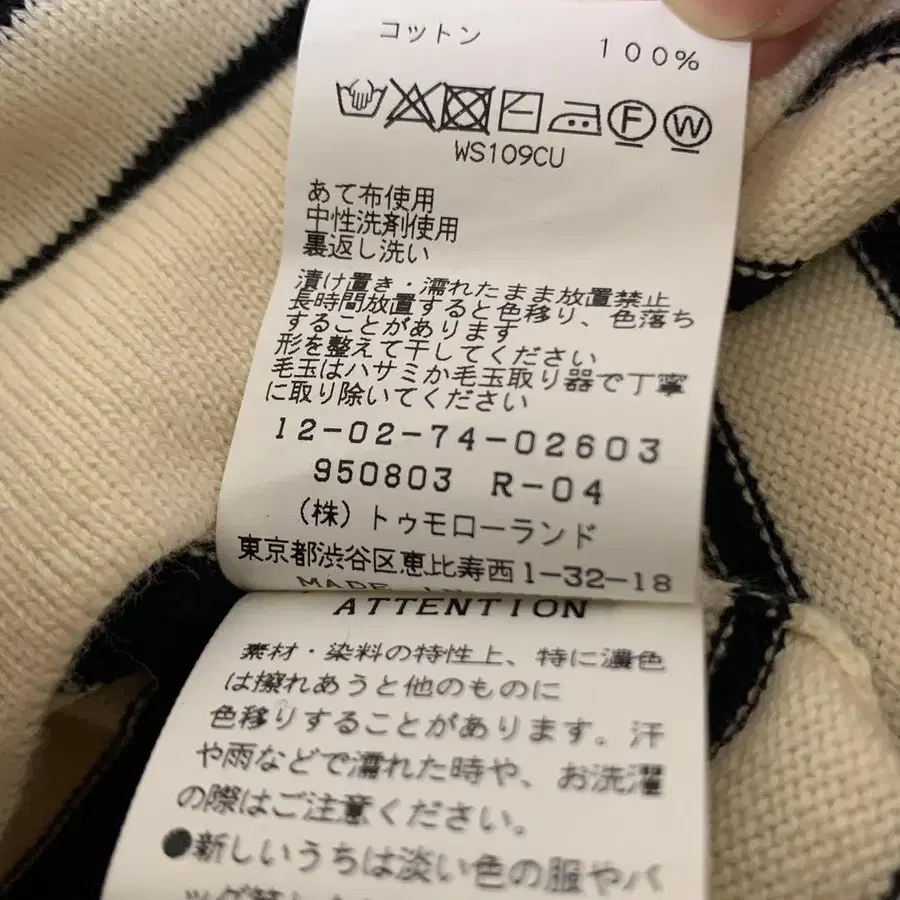 コットン 100%
F W
WS109CU
あて布使用
中性洗剤使用
裏返し洗い
漬け置き・濡れたまま放置禁止
長時間放置すると色移り、色落ち
することがあります
形を整えて干してください
毛玉はハサミか毛玉取り器で丁寧
に取り除いてください
12-02-74-02603
950803 R-04
(株)トゥモローランド
東京都渋谷区恵比寿西1-32-18
MADE
ATTENTION
素材・染料の特性上、特に濃色
は擦れあうと他のものに
色移りすることがあります。汗
や雨などで濡れた時や、お洗濯
の際はご注意ください。
●新しいうちは淡い色の服やバ
ッグ等